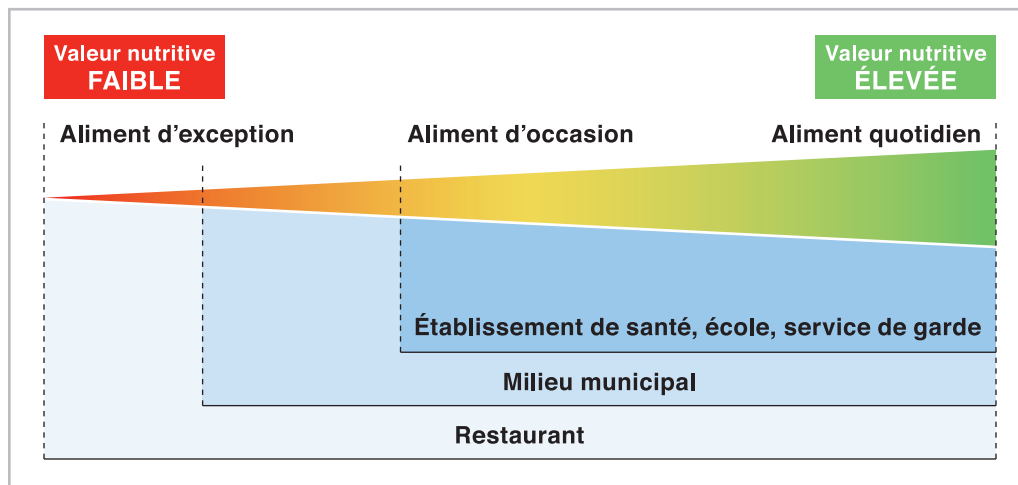 Valeur nutritive
FAIBLE
Valeur nutritive
ÉLEVÉE
Aliment d’exception
Aliment d’occasion
Aliment quotidien
Établissement de santé, école, service de garde
Milieu municipal
Restaurant